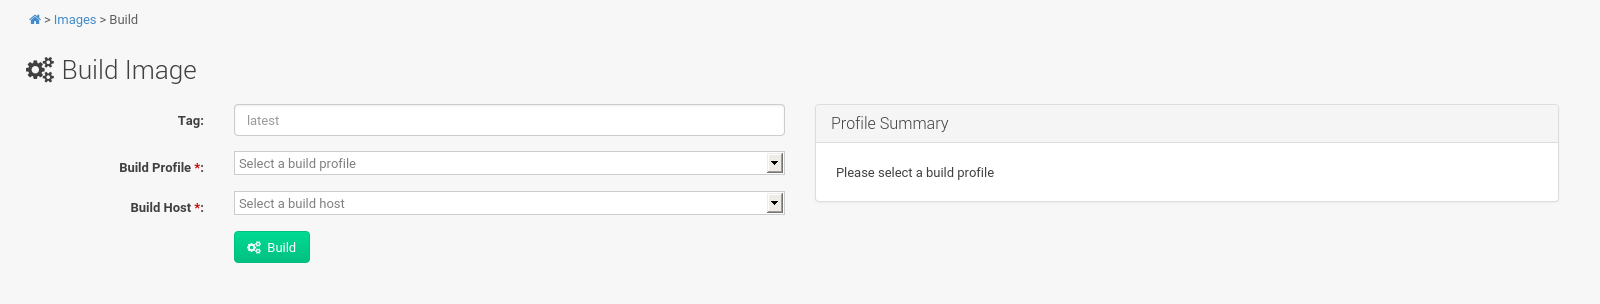 > Images > Build
Build Image
Tag:
latest
Build Profile *:
Select a build profile
Build Host *:
Select a build host
Build
Profile Summary
Please select a build profile